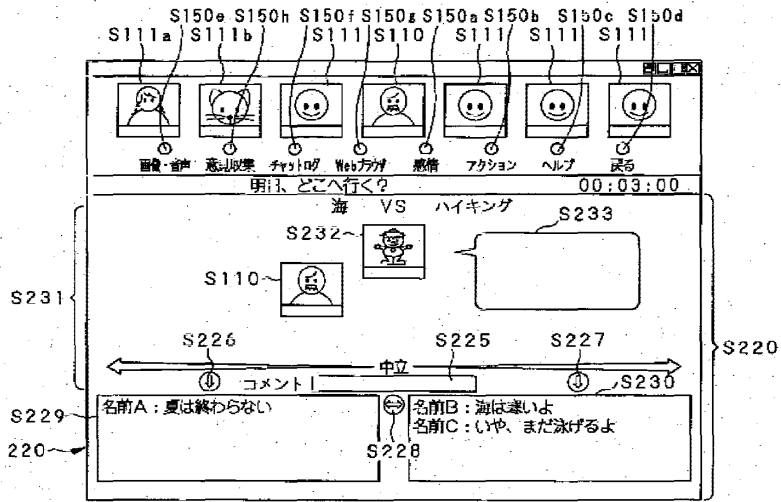 S150e S150h S150f S150g S150a S150b S150c S150d
S111a S111b S111 S110 S111 S111 S111
画像・音声 意見収集 チャットログ Webブラウザ 感情 アクション ヘルプ 戻る
明日、どこへ行く? 00:03:00
海 VS ハイキング
S232 S233
S110
S231
S220
S226 S225 S227
中立
コメント
S230
S229
名前A:夏は終わらない
名前B:海は寒いよ
名前C:いや、まだ泳げるよ
220
S228